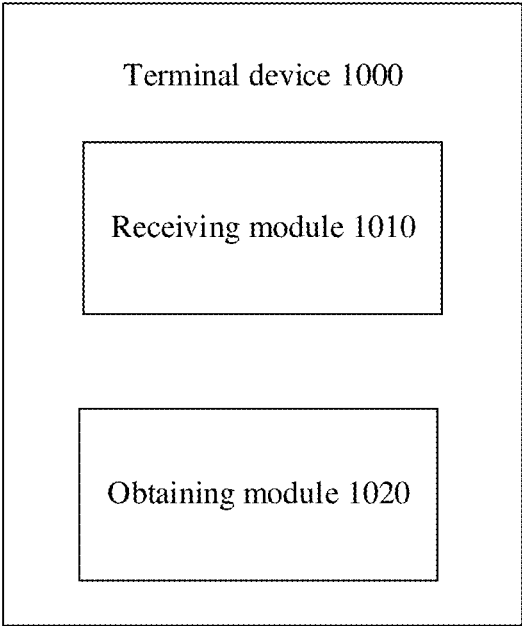 Terminal device 1000
Receiving module 1010
Obtaining module 1020